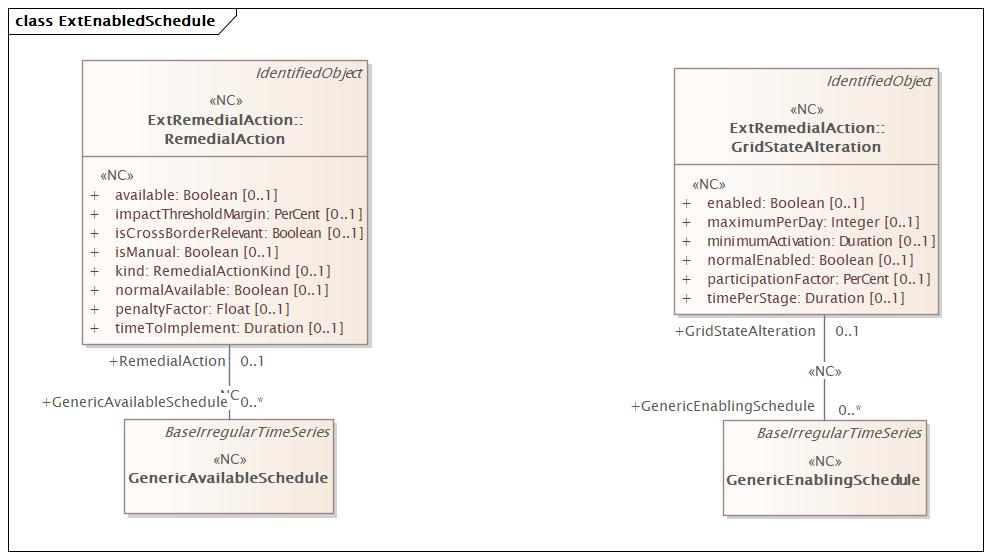 class ExtEnabledSchedule
IdentifiedObject
«NC»
ExtRemedialAction::
RemedialAction
«NC»
+ available: Boolean [0..1]
+ impactThresholdMargin: PerCent [0..1]
+ isCrossBorderRelevant: Boolean [0..1]
+ isManual: Boolean [0..1]
+ kind: RemedialActionKind [0..1]
+ normalAvailable: Boolean [0..1]
+ penaltyFactor: Float [0..1]
+ timeToImplement: Duration [0..1]
+RemedialAction 0..1
«NC»
+GenericAvailableSchedule 0..*
BaseIrregularTimeSeries
«NC»
GenericAvailableSchedule
IdentifiedObject
«NC»
ExtRemedialAction::
GridStateAlteration
«NC»
+ enabled: Boolean [0..1]
+ maximumPerDay: Integer [0..1]
+ minimumActivation: Duration [0..1]
+ normalEnabled: Boolean [0..1]
+ participationFactor: PerCent [0..1]
+ timePerStage: Duration [0..1]
+GridStateAlteration 0..1
«NC»
+GenericEnablingSchedule 0..*
BaseIrregularTimeSeries
«NC»
GenericEnablingSchedule